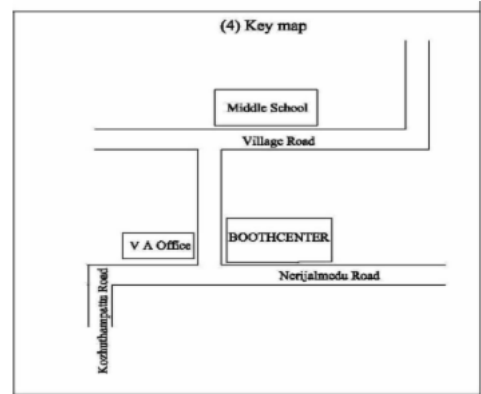 (4) Key map
Middle School
Village Road
V A Office
BOOTHCENTER
Nerijalmodu Road
Kozhuthampattu Road